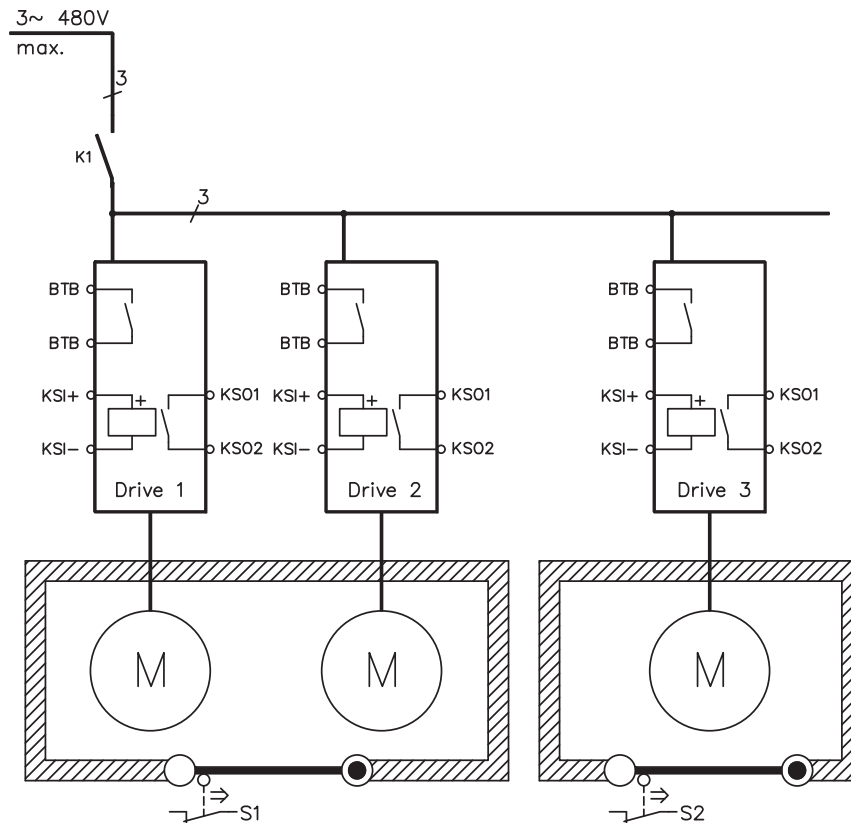 3~ 480V
max.
3
K1
3
BTB
BTB
KSI+
KSI−
+
KSO1
KSO2
Drive 1
BTB
BTB
KSI+
KSI−
+
KSO1
KSO2
Drive 2
BTB
BTB
KSI+
KSI−
+
KSO1
KSO2
Drive 3
M
M
M
S1
S2